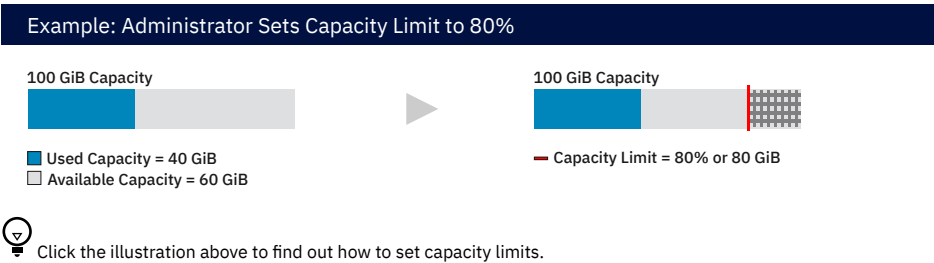 Example: Administrator Sets Capacity Limit to 80%
100 GiB Capacity
Used Capacity = 40 GiB
Available Capacity = 60 GiB
100 GiB Capacity
Capacity Limit = 80% or 80 GiB
Click the illustration above to find out how to set capacity limits.